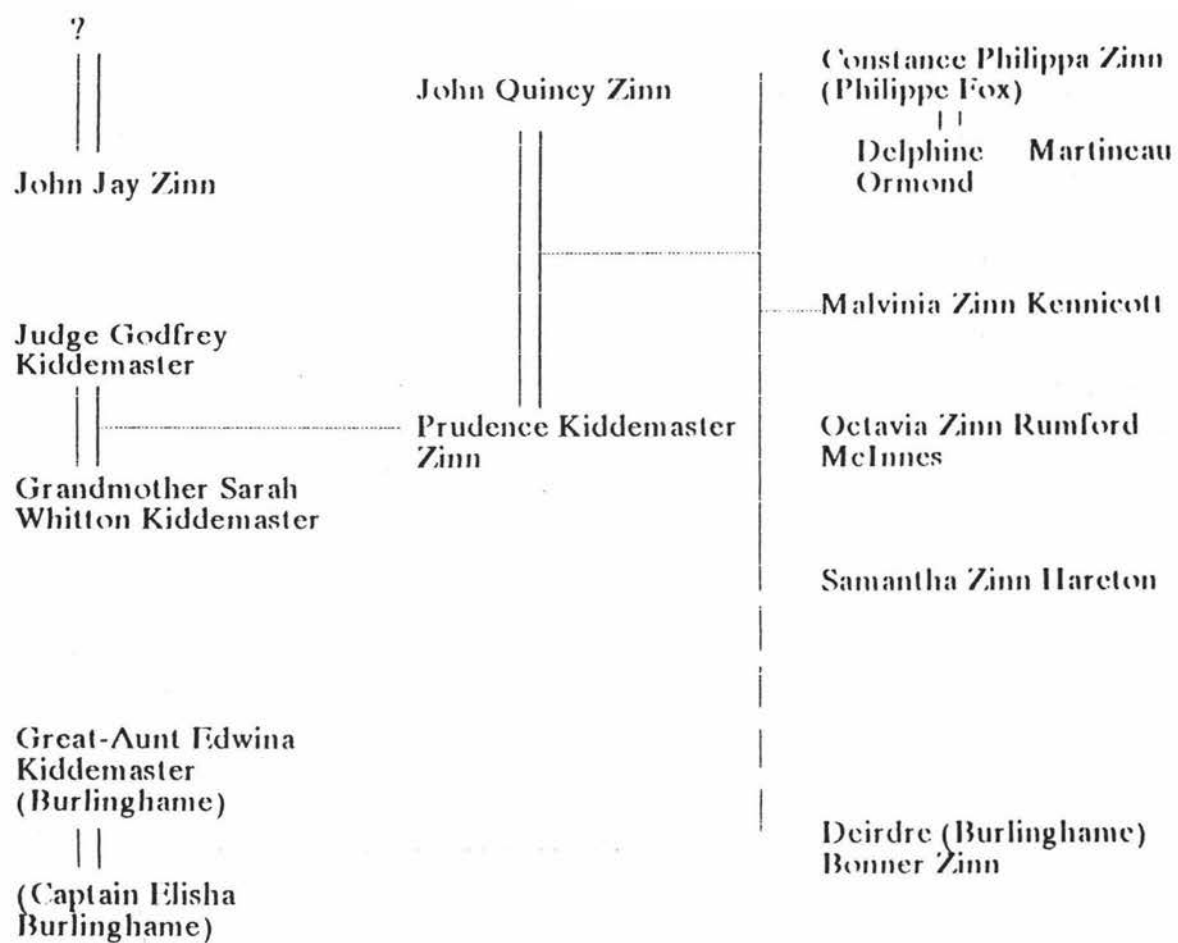 ?
John Jay Zinn
Judge Godfrey
Kiddemaster
Grandmother Sarah
Whitton Kiddemaster
Great-Aunt Edwina
Kiddemaster
(Burlinghame)
(Captain Elisha
Burlinghame)
John Quincy Zinn
Prudence Kiddemaster
Zinn
Constance Philippa Zinn
(Philippe Fox)
Delphine Martineau
Ormond
Malvinia Zinn Kennicott
Octavia Zinn Rumford
McInnes
Samantha Zinn Hareton
Deirdre (Burlinghame)
Bonner Zinn